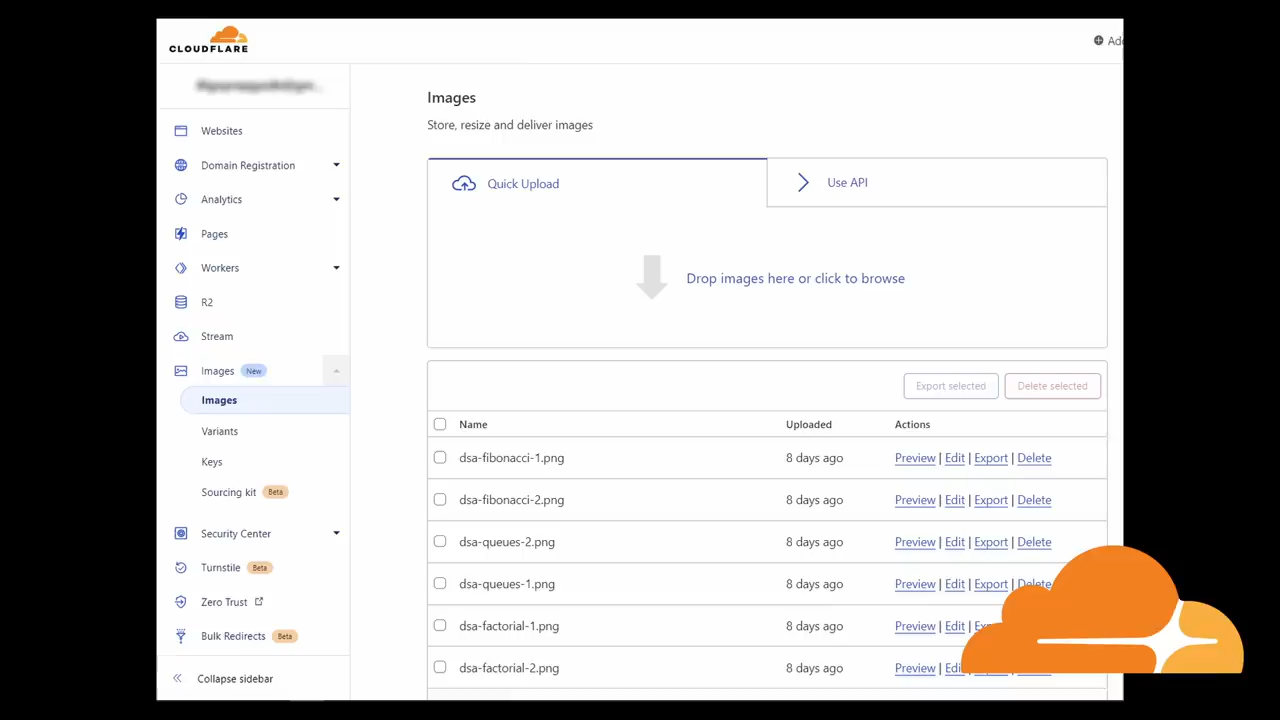 CLOUDFLARE
Websites
Domain Registration
Analytics
Pages
Workers
R2
Stream
Images New
Images
Variants
Keys
Sourcing kit Beta
Security Center
Turnstile Beta
Zero Trust
Bulk Redirects Beta
Collapse sidebar
Images
Store, resize and deliver images
Quick Upload
Use API
Drop images here or click to browse
Export selected Delete selected
Name Uploaded Actions
dsa-fibonacci-1.png 8 days ago Preview | Edit | Export | Delete
dsa-fibonacci-2.png 8 days ago Preview | Edit | Export | Delete
dsa-queues-2.png 8 days ago Preview | Edit | Export | Delete
dsa-queues-1.png 8 days ago Preview | Edit | Export | Delete
dsa-factorial-1.png 8 days ago Preview | Edit |
dsa-factorial-2.png 8 days ago Preview |